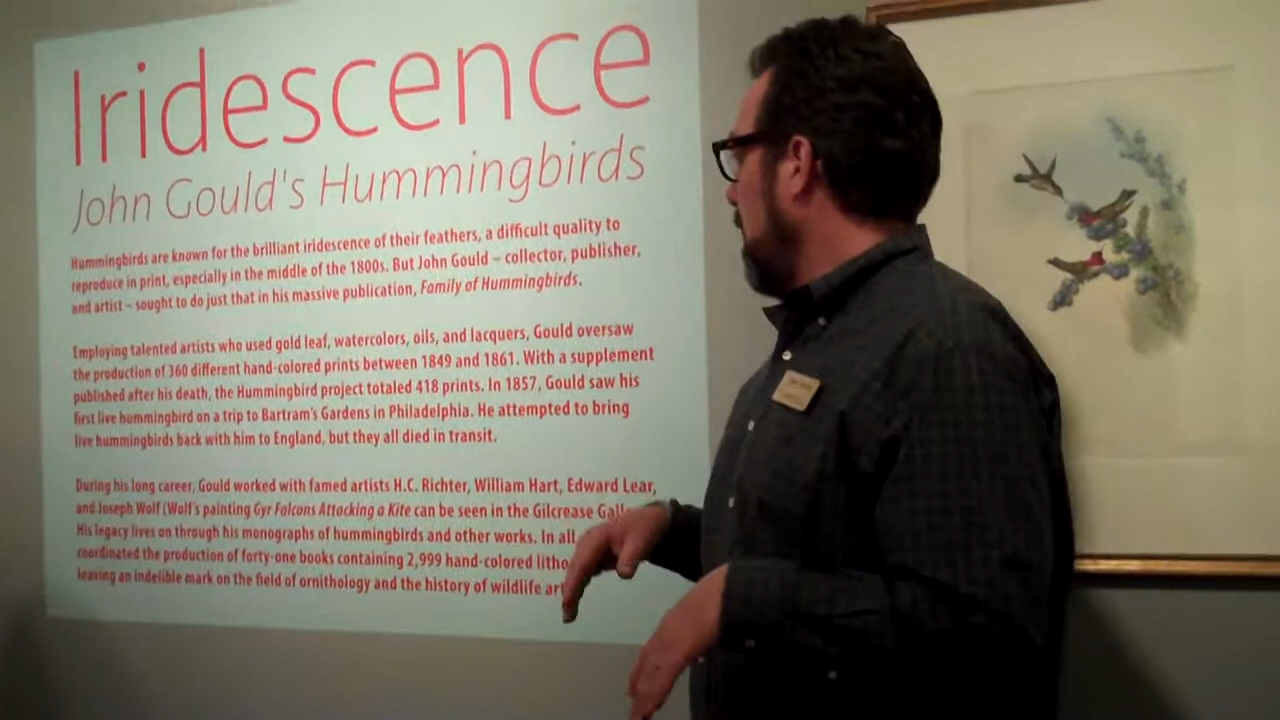 Iridescence
John Gould's Hummingbirds
Hummingbirds are known for the brilliant iridescence of their feathers, a difficult quality to
reproduce in print, especially in the middle of the 1800s. But John Gould – collector, publisher,
and artist – sought to do just that in his massive publication, Family of Hummingbirds.
Employing talented artists who used gold leaf, watercolors, oils, and lacquers, Gould oversaw
the production of 360 different hand-colored prints between 1849 and 1861. With a supplement
published after his death, the Hummingbird project totaled 418 prints. In 1857, Gould saw his
first live hummingbird on a trip to Bartram's Gardens in Philadelphia. He attempted to bring
live hummingbirds back with him to England, but they all died in transit.
During his long career, Gould worked with famed artists H.C. Richter, William Hart, Edward Lear,
and Joseph Wolf (Wolf's painting Gyr Falcons Attacking a Kite can be seen in the Gilcrease
His legacy lives on through his monographs of hummingbirds and other works. In all
coordinated the production of forty-one books containing 2,999 hand-colored
leaving an indelible mark on the field of ornithology and the history of wildlife